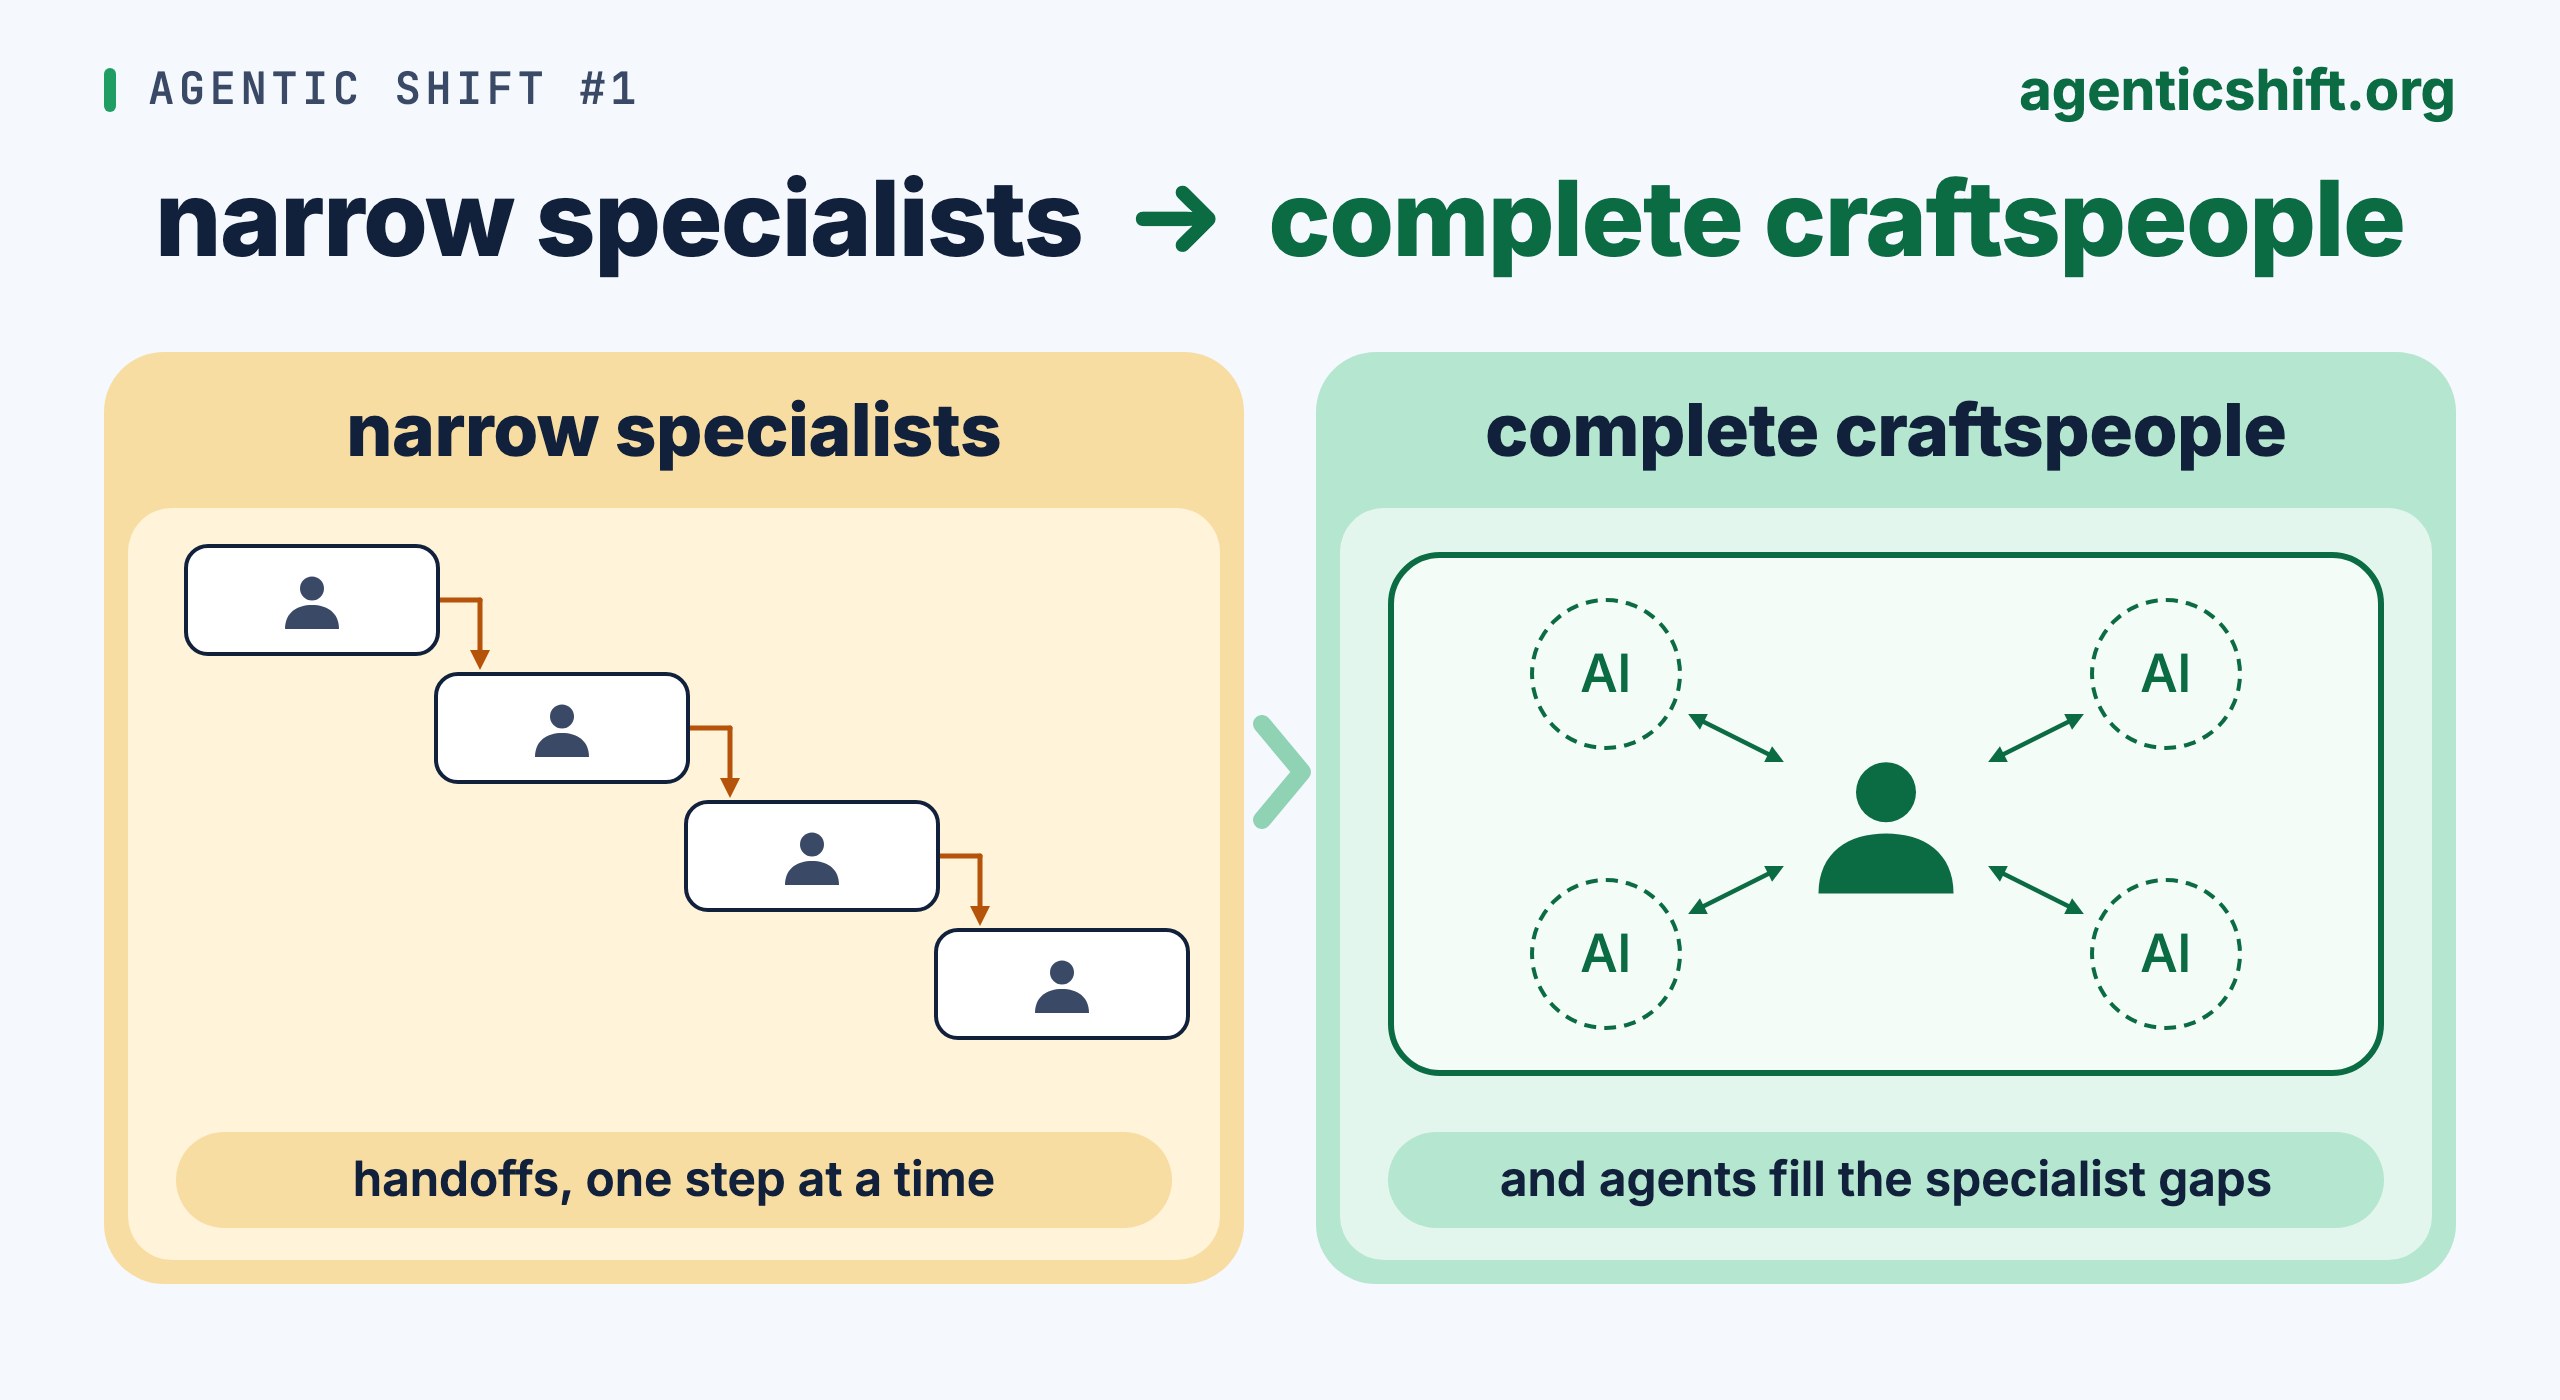 AGENTIC SHIFT #1
agenticshift.org
narrow specialists → complete craftspeople
narrow specialists
handoffs, one step at a time
complete craftspeople
AI
AI
AI
AI
and agents fill the specialist gaps